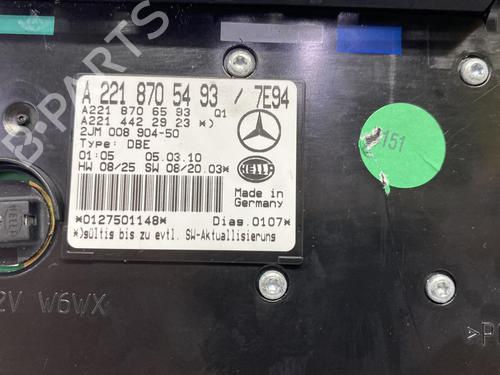 B-PARTS
A 221 870 54 93 / 7E94
A221 870 65 93 Q1
A221 442 29 23 *)
2JM 008 904-50
Type: DBE
01:05 05.03.10
HW 08/25 SW 08/20.03*
HELLA
Made in
Germany
*0127501148* Diag.0107*
*)gültig bis zu evtl. SW-Aktuallisierung
151
2V W6WX
>P